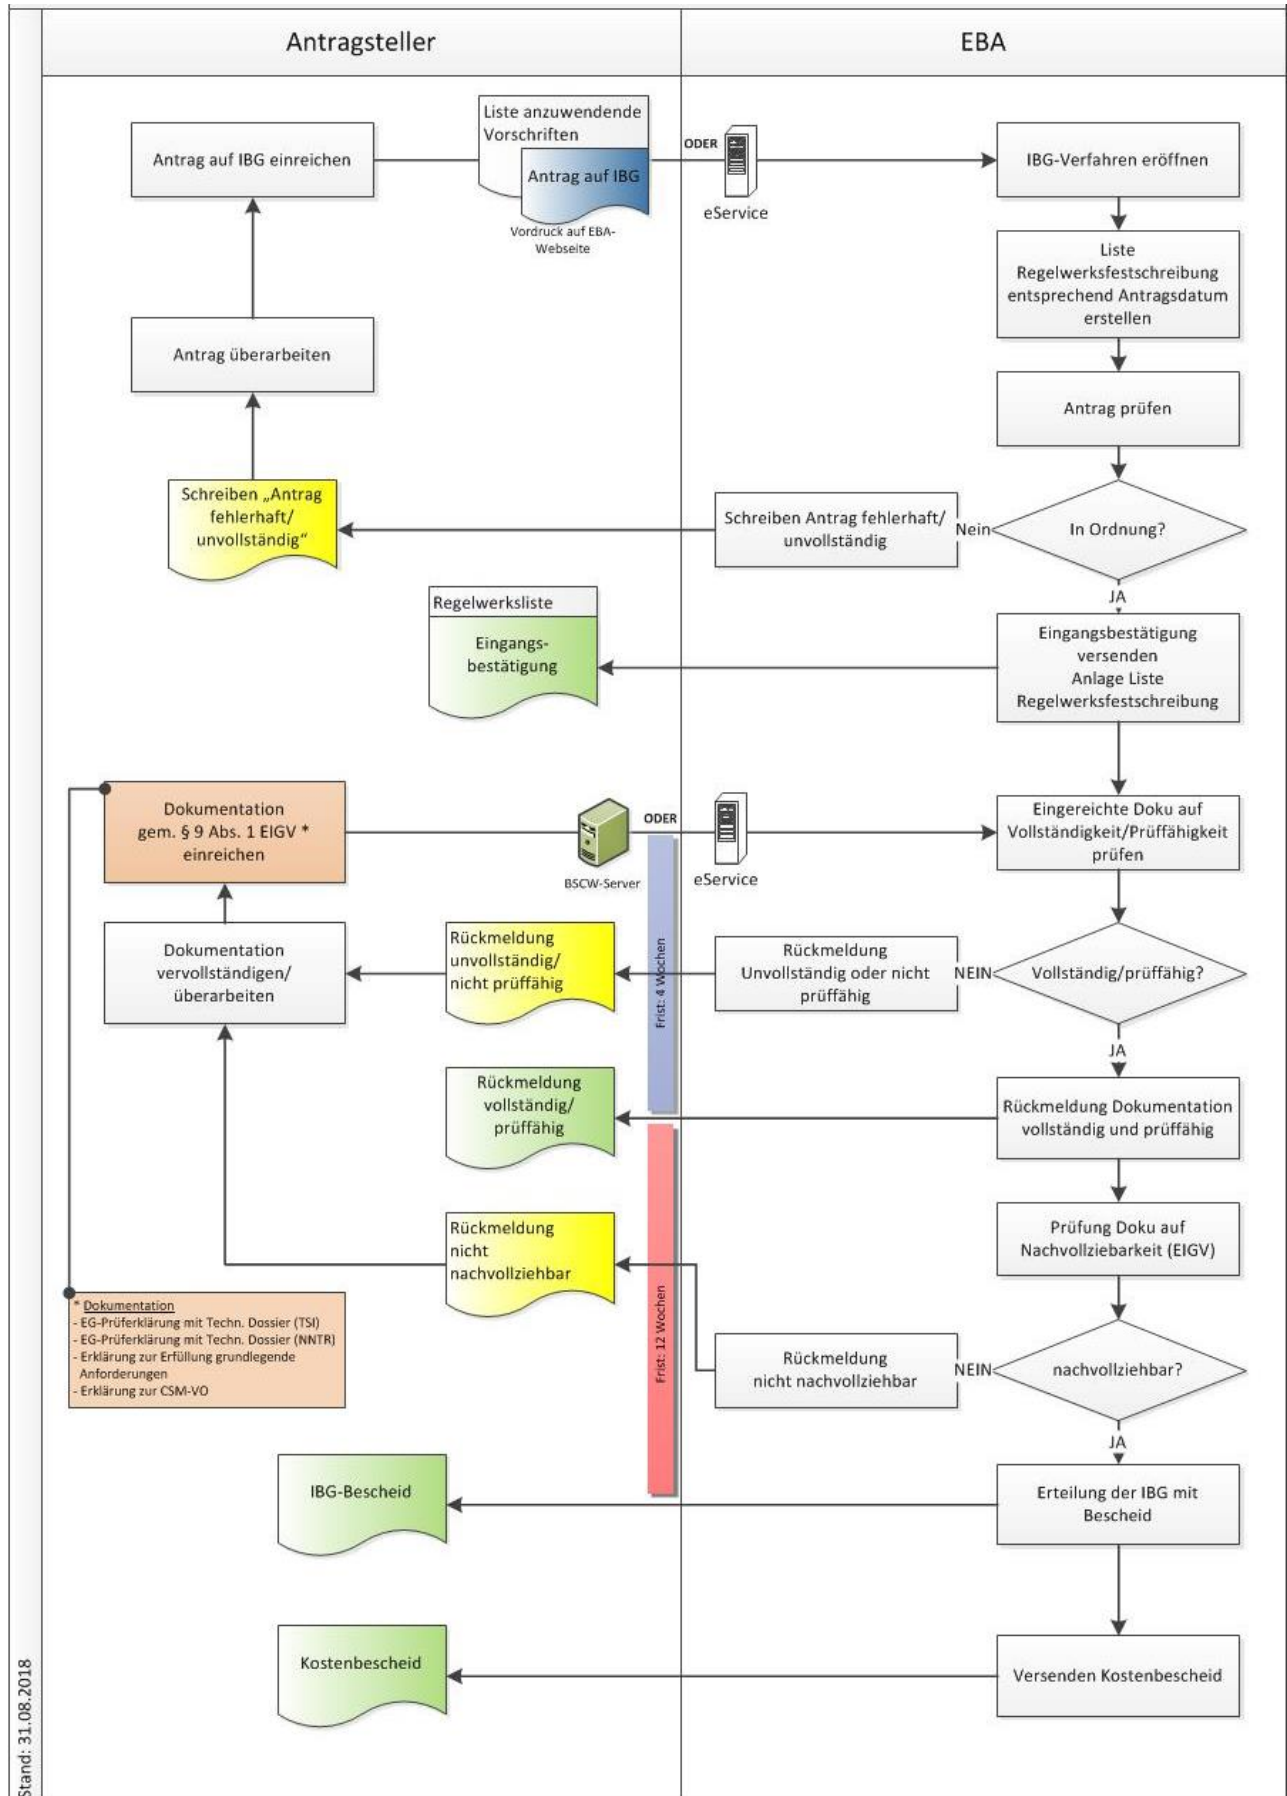 Antragsteller
EBA
Liste anzuwendende
Vorschriften
Antrag auf IBG
Vordruck auf EBA-
Webseite
Antrag auf IBG einreichen
ODER
eService
IBG-Verfahren eröffnen
Liste
Regelwerksfestschreibung
entsprechend Antragsdatum
erstellen
Antrag überarbeiten
Antrag prüfen
Schreiben „Antrag
fehlerhaft/
unvollständig“
Schreiben Antrag fehlerhaft/
unvollständig
Nein
In Ordnung?
JA
Regelwerksliste
Eingangs-
bestätigung
Eingangsbestätigung
versenden
Anlage Liste
Regelwerksfestschreibung
Dokumentation
gem. § 9 Abs. 1 EIGV *
einreichen
BSCW-Server
ODER
eService
Eingereichte Doku auf
Vollständigkeit/Prüffähigkeit
prüfen
Dokumentation
vervollständigen/
überarbeiten
Rückmeldung
unvollständig/
nicht prüffähig
Frist: 4 Wochen
Rückmeldung
Unvollständig oder nicht
prüffähig
NEIN
Vollständig/prüffähig?
JA
Rückmeldung
vollständig/
prüffähig
Rückmeldung Dokumentation
vollständig und prüffähig
Rückmeldung
nicht
nachvollziehbar
Prüfung Doku auf
Nachvollziebarkeit (EIGV)
* Dokumentation
- EG-Prüferklärung mit Techn. Dossier (TSI)
- EG-Prüferklärung mit Techn. Dossier (NNTR)
- Erklärung zur Erfüllung grundlegende
Anforderungen
- Erklärung zur CSM-VO
Frist: 12 Wochen
Rückmeldung
nicht nachvollziehbar
NEIN
nachvollziehbar?
JA
IBG-Bescheid
Erteilung der IBG mit
Bescheid
Kostenbescheid
Versenden Kostenbescheid
Stand: 31.08.2018